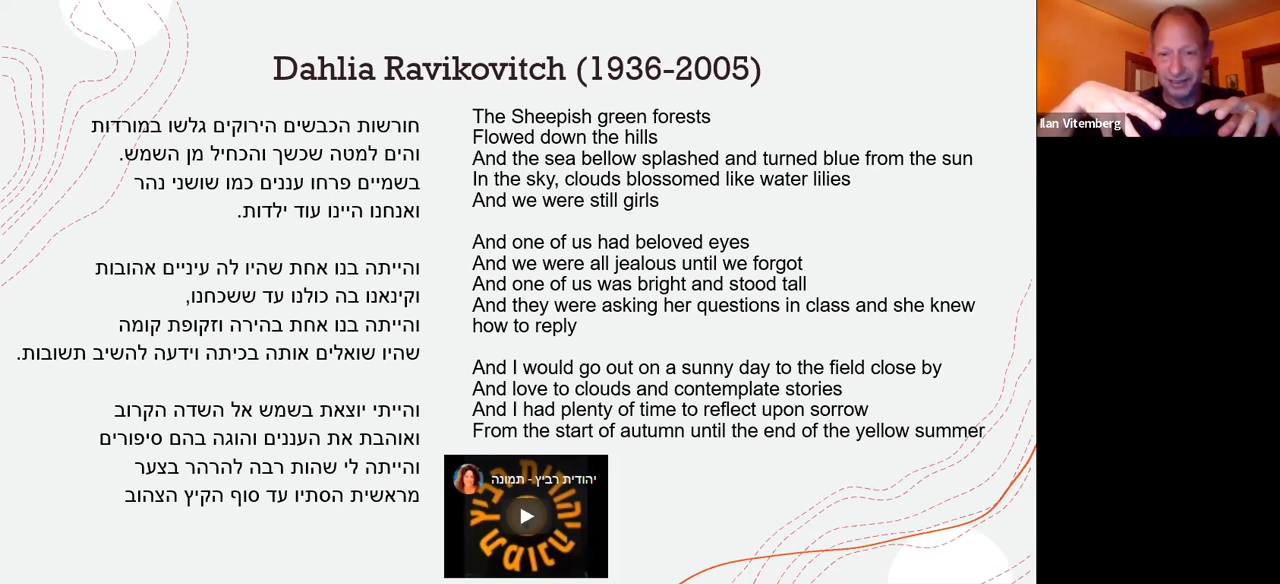 Dahlia Ravikovitch (1936-2005)
חורשות הכבשים הירוקים גלשו במורדות
והים למטה שכשך והכחיל מן השמש.
בשמיים פרחו עננים כמו שושני נהר
ואנחנו היינו עוד ילדות.
והייתה בנו אחת שהיו לה עיניים אהובות
וקינאנו בה כולנו עד ששכחנו,
והייתה בנו אחת בהירה וזקופת קומה
שהיו שואלים אותה בכיתה וידעה להשיב תשובות.
והייתי יוצאת בשמש אל השדה הקרוב
ואוהבת את העננים והוגה בהם סיפורים
והייתה לי שהות רבה להרהר בצער
מראשית הסתיו עד סוף הקיץ הצהוב
The Sheepish green forests
Flowed down the hills
And the sea bellow splashed and turned blue from the sun
In the sky, clouds blossomed like water lilies
And we were still girls
And one of us had beloved eyes
And we were all jealous until we forgot
And one of us was bright and stood tall
And they were asking her questions in class and she knew
how to reply
And I would go out on a sunny day to the field close by
And love to clouds and contemplate stories
And I had plenty of time to reflect upon sorrow
From the start of autumn until the end of the yellow summer
יהודית רביץ - תמונה
יהודית רביץ
תמונה
Ilan Vitemberg